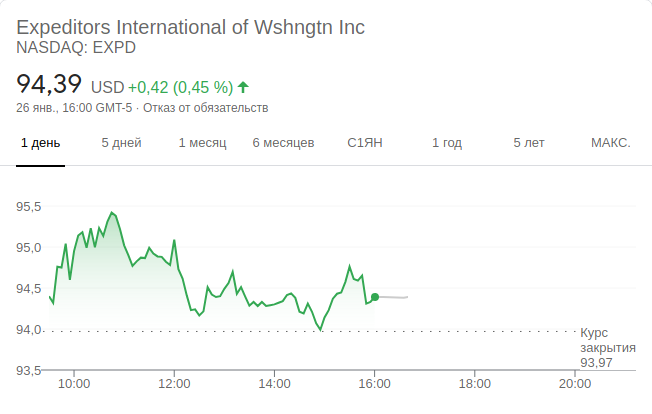 Expeditors International of Wshngtn Inc
NASDAQ: EXPD
94,39 USD +0,42 (0,45 %)
26 янв., 16:00 GMT-5 · Отказ от обязательств
1 день 5 дней 1 месяц 6 месяцев С1ЯН 1 год 5 лет МАКС.
95,5
95,0
94,5
94,0
Курс
закрытия
93,97
93,5
10:00 12:00 14:00 16:00 18:00 20:00